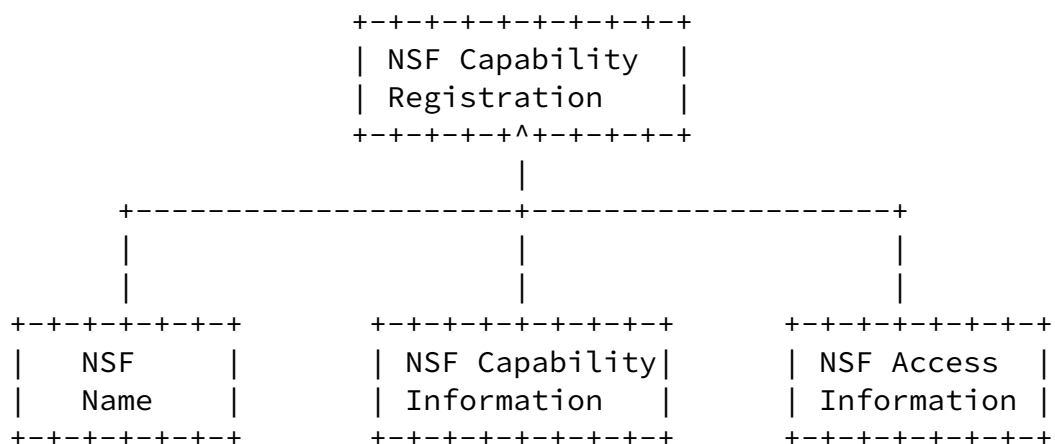 NSF Capability
Registration
NSF
Name
NSF Capability
Information
NSF Access
Information